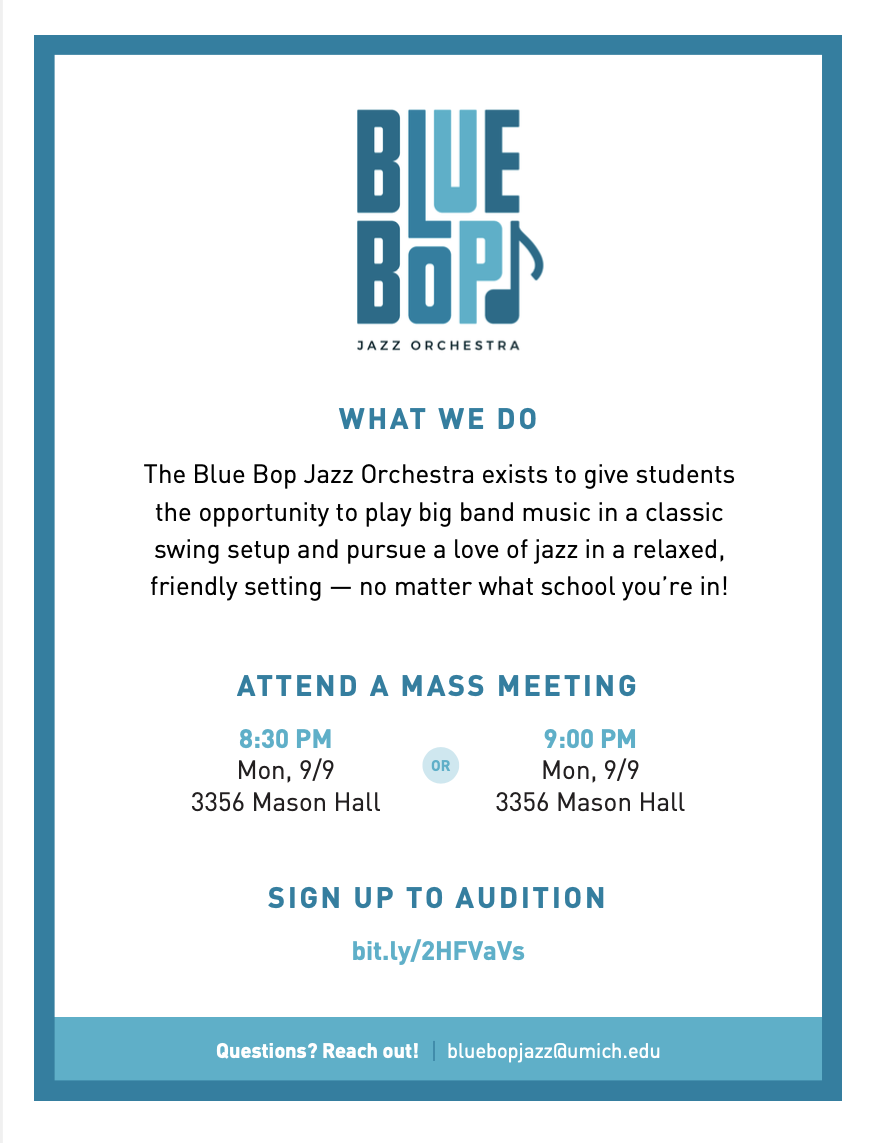 BLUE
BOP
JAZZ ORCHESTRA
WHAT WE DO
The Blue Bop Jazz Orchestra exists to give students
the opportunity to play big band music in a classic
swing setup and pursue a love of jazz in a relaxed,
friendly setting — no matter what school you’re in!
ATTEND A MASS MEETING
8:30 PM
Mon, 9/9
3356 Mason Hall
OR
9:00 PM
Mon, 9/9
3356 Mason Hall
SIGN UP TO AUDITION
bit.ly/2HFVaVs
Questions? Reach out! | bluebopjazz@umich.edu